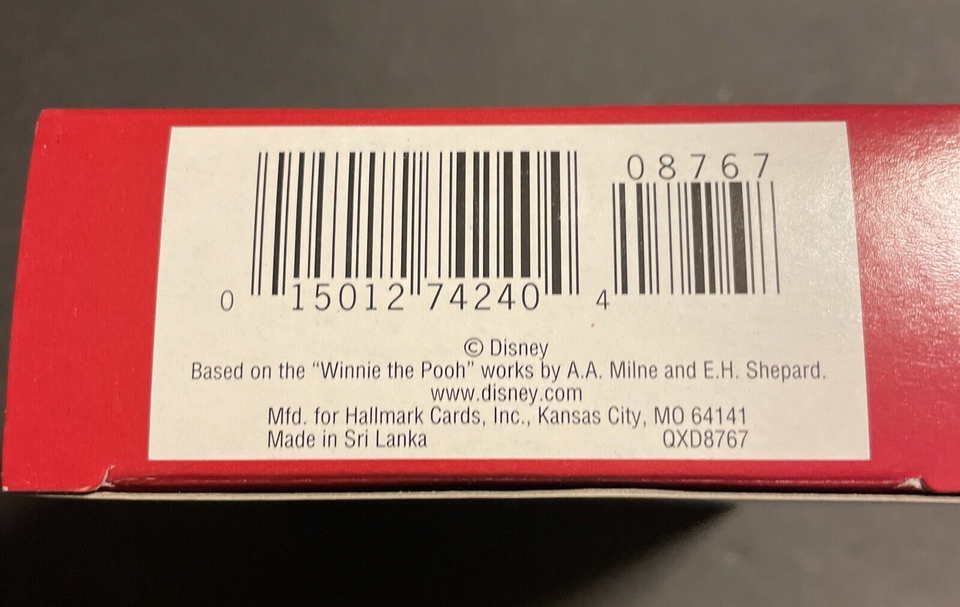 08767
0 15012 74240 4
© Disney
Based on the “Winnie the Pooh” works by A.A. Milne and E.H. Shepard.
www.disney.com
Mfd. for Hallmark Cards, Inc., Kansas City, MO 64141
Made in Sri Lanka QXD8767